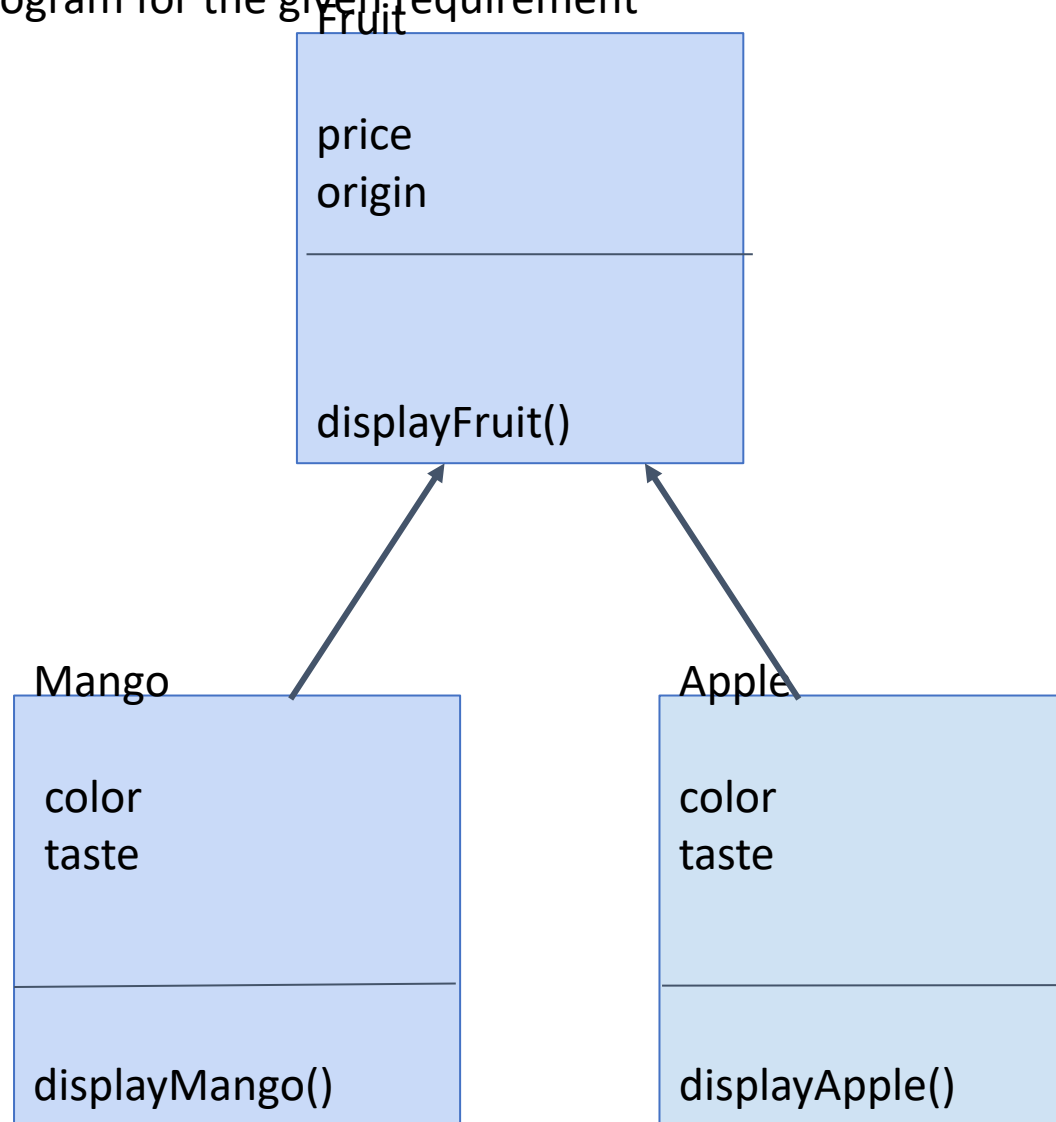 ogram for the given requirement
Fruit
price
origin
displayFruit()
Mango
color
taste
displayMango()
Apple
color
taste
displayApple()